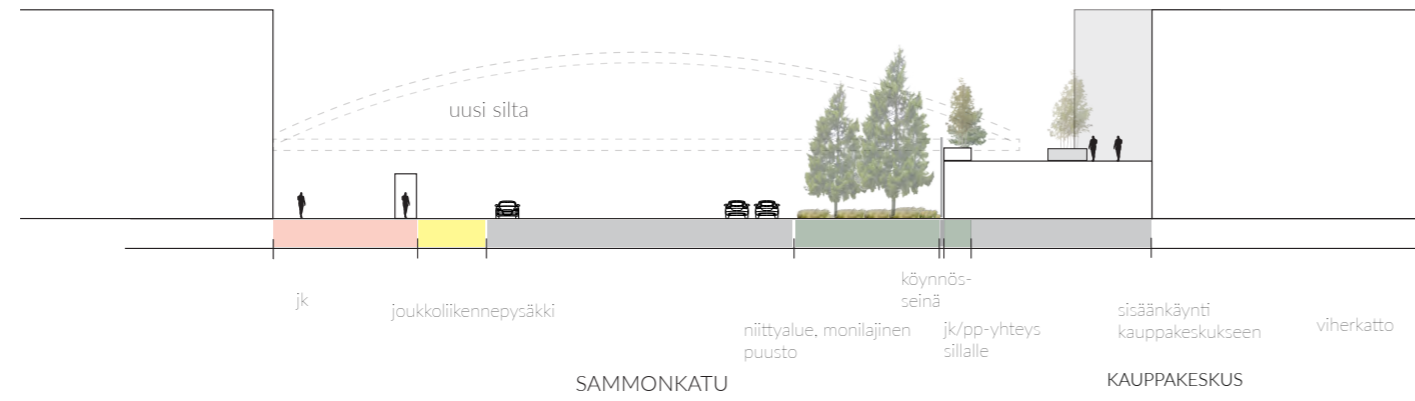 uusi silta
jk
joukkoliikennepysäkki
niittyalue, monilajinen
puusto
köynnös-
seinä
jk/pp-yhteys
sillalle
sisäänkäynti
kauppakeskukseen
viherkatto
SAMMONKATU
KAUPPAKESKUS